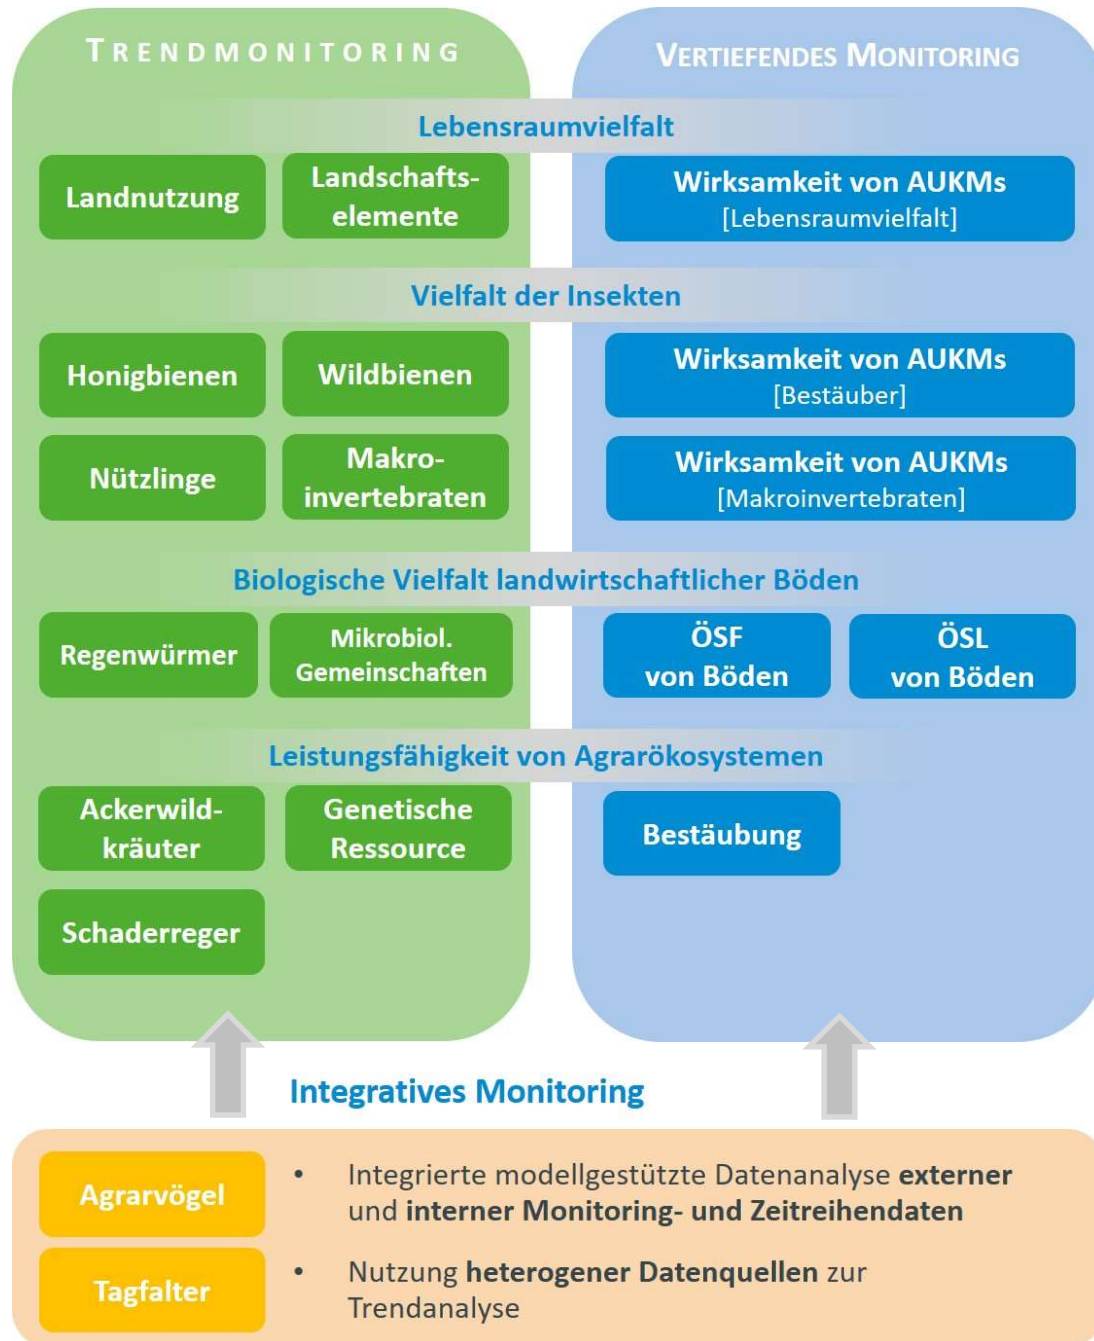 TRENDMONITORING
VERTIEFENDES MONITORING
Lebensraumvielfalt
Landnutzung
Landschafts-
elemente
Wirksamkeit von AUKMs
[Lebensraumvielfalt]
Vielfalt der Insekten
Honigbienen
Wildbienen
Wirksamkeit von AUKMs
[Bestäuber]
Nützlinge
Makro-
invertebraten
Wirksamkeit von AUKMs
[Makroinvertebraten]
Biologische Vielfalt landwirtschaftlicher Böden
Regenwürmer
Mikrobiol.
Gemeinschaften
ÖSF
von Böden
ÖSL
von Böden
Leistungsfähigkeit von Agrarökosystemen
Ackerwild-
kräuter
Genetische
Ressource
Bestäubung
Schaderreger
Integratives Monitoring
Agrarvögel
• Integrierte modellgestützte Datenanalyse externer
und interner Monitoring- und Zeitreihendaten
Tagfalter
• Nutzung heterogener Datenquellen zur
Trendanalyse